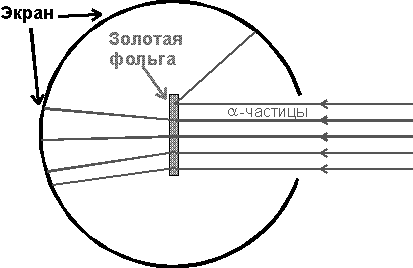 Экран
Золотая
фольга
α-частицы